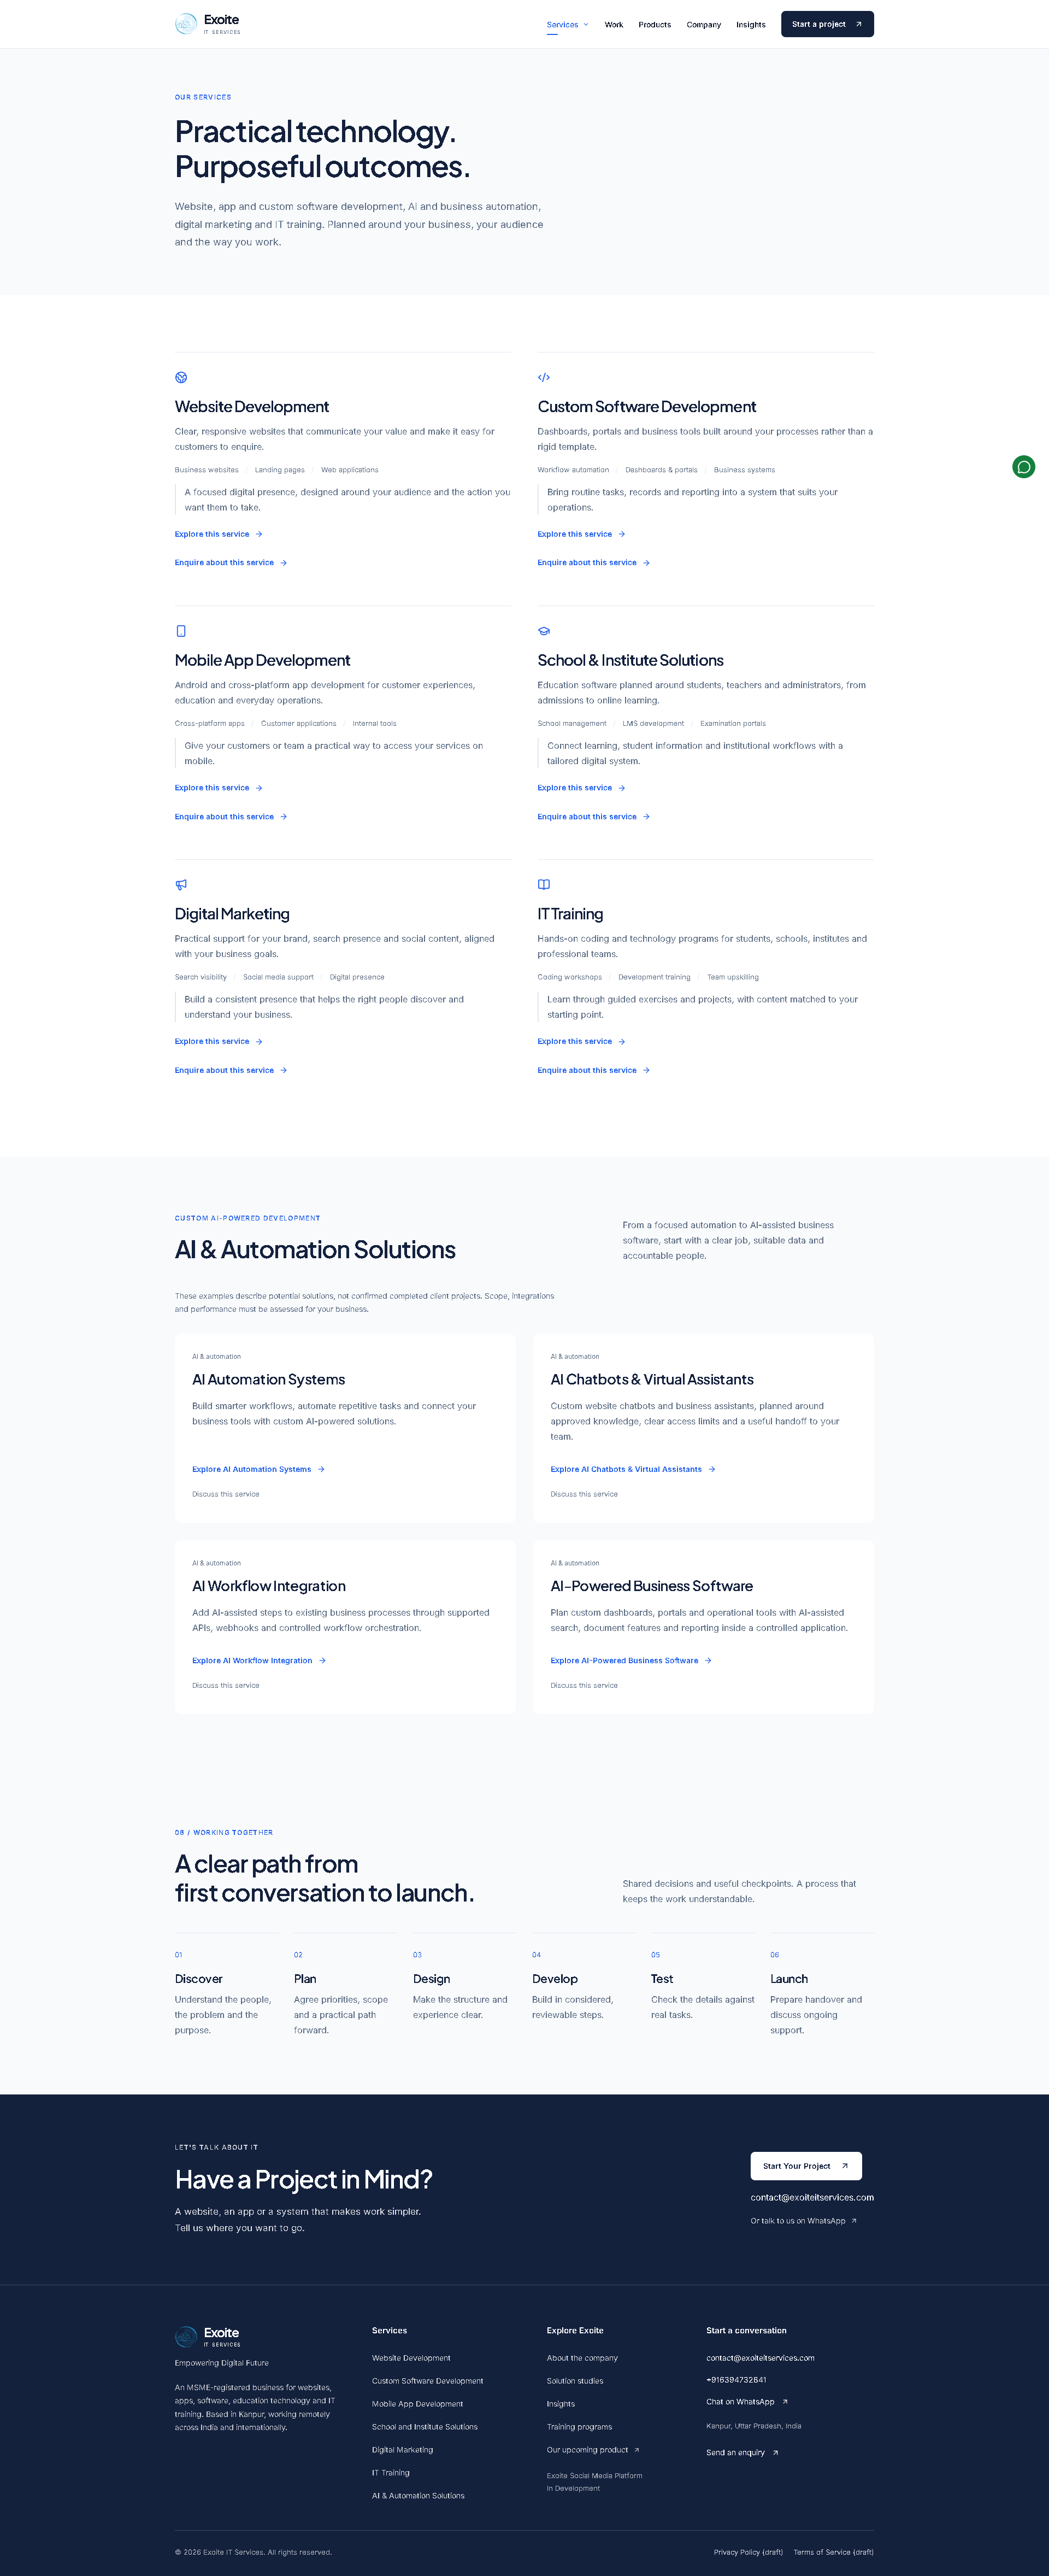 Exoite
IT SERVICES
Services
Work
Products
Company
Insights
Start a project
OUR SERVICES
Practical technology.
Purposeful outcomes.
Website, app and custom software development, AI and business automation,
digital marketing and IT training. Planned around your business, your audience
and the way you work.
Website Development
Clear, responsive websites that communicate your value and make it easy for
customers to enquire.
Business websites / Landing pages / Web applications
A focused digital presence, designed around your audience and the action you
want them to take.
Explore this service
Enquire about this service
Custom Software Development
Dashboards, portals and business tools built around your processes rather than a
rigid template.
Workflow automation / Dashboards & portals / Business systems
Bring routine tasks, records and reporting into a system that suits your
operations.
Explore this service
Enquire about this service
Mobile App Development
Android and cross-platform app development for customer experiences,
education and everyday operations.
Cross-platform apps / Customer applications / Internal tools
Give your customers or team a practical way to access your services on
mobile.
Explore this service
Enquire about this service
School & Institute Solutions
Education software planned around students, teachers and administrators, from
admissions to online learning.
School management / LMS development / Examination portals
Connect learning, student information and institutional workflows with a
tailored digital system.
Explore this service
Enquire about this service
Digital Marketing
Practical support for your brand, search presence and social content, aligned
with your business goals.
Search visibility / Social media support / Digital presence
Build a consistent presence that helps the right people discover and
understand your business.
Explore this service
Enquire about this service
IT Training
Hands-on coding and technology programs for students, schools, institutes and
professional teams.
Coding workshops / Development training / Team upskilling
Learn through guided exercises and projects, with content matched to your
starting point.
Explore this service
Enquire about this service
CUSTOM AI-POWERED DEVELOPMENT
AI & Automation Solutions
From a focused automation to AI-assisted business
software, start with a clear job, suitable data and
accountable people.
These examples describe potential solutions, not confirmed completed client projects. Scope, integrations
and performance must be assessed for your business.
AI & automation
AI Automation Systems
Build smarter workflows, automate repetitive tasks and connect your
business tools with custom AI-powered solutions.
Explore AI Automation Systems
Discuss this service
AI & automation
AI Chatbots & Virtual Assistants
Custom website chatbots and business assistants, planned around
approved knowledge, clear access limits and a useful handoff to your
team.
Explore AI Chatbots & Virtual Assistants
Discuss this service
AI & automation
AI Workflow Integration
Add AI-assisted steps to existing business processes through supported
APIs, webhooks and controlled workflow orchestration.
Explore AI Workflow Integration
Discuss this service
AI & automation
AI-Powered Business Software
Plan custom dashboards, portals and operational tools with AI-assisted
search, document features and reporting inside a controlled application.
Explore AI-Powered Business Software
Discuss this service
08 / WORKING TOGETHER
A clear path from
first conversation to launch.
Shared decisions and useful checkpoints. A process that
keeps the work understandable.
01
Discover
Understand the people,
the problem and the
purpose.
02
Plan
Agree priorities, scope
and a practical path
forward.
03
Design
Make the structure and
experience clear.
04
Develop
Build in considered,
reviewable steps.
05
Test
Check the details against
real tasks.
06
Launch
Prepare handover and
discuss ongoing
support.
LET'S TALK ABOUT IT
Have a Project in Mind?
A website, an app or a system that makes work simpler.
Tell us where you want to go.
Start Your Project
contact@exoiteitservices.com
Or talk to us on WhatsApp
Exoite
IT SERVICES
Empowering Digital Future
An MSME-registered business for websites,
apps, software, education technology and IT
training. Based in Kanpur, working remotely
across India and internationally.
Services
Website Development
Custom Software Development
Mobile App Development
School and Institute Solutions
Digital Marketing
IT Training
AI & Automation Solutions
Explore Exoite
About the company
Solution studies
Insights
Training programs
Our upcoming product
Exoite Social Media Platform
In Development
Start a conversation
contact@exoiteitservices.com
+916394732841
Chat on WhatsApp
Kanpur, Uttar Pradesh, India
Send an enquiry
© 2026 Exoite IT Services. All rights reserved.
Privacy Policy (draft)
Terms of Service (draft)